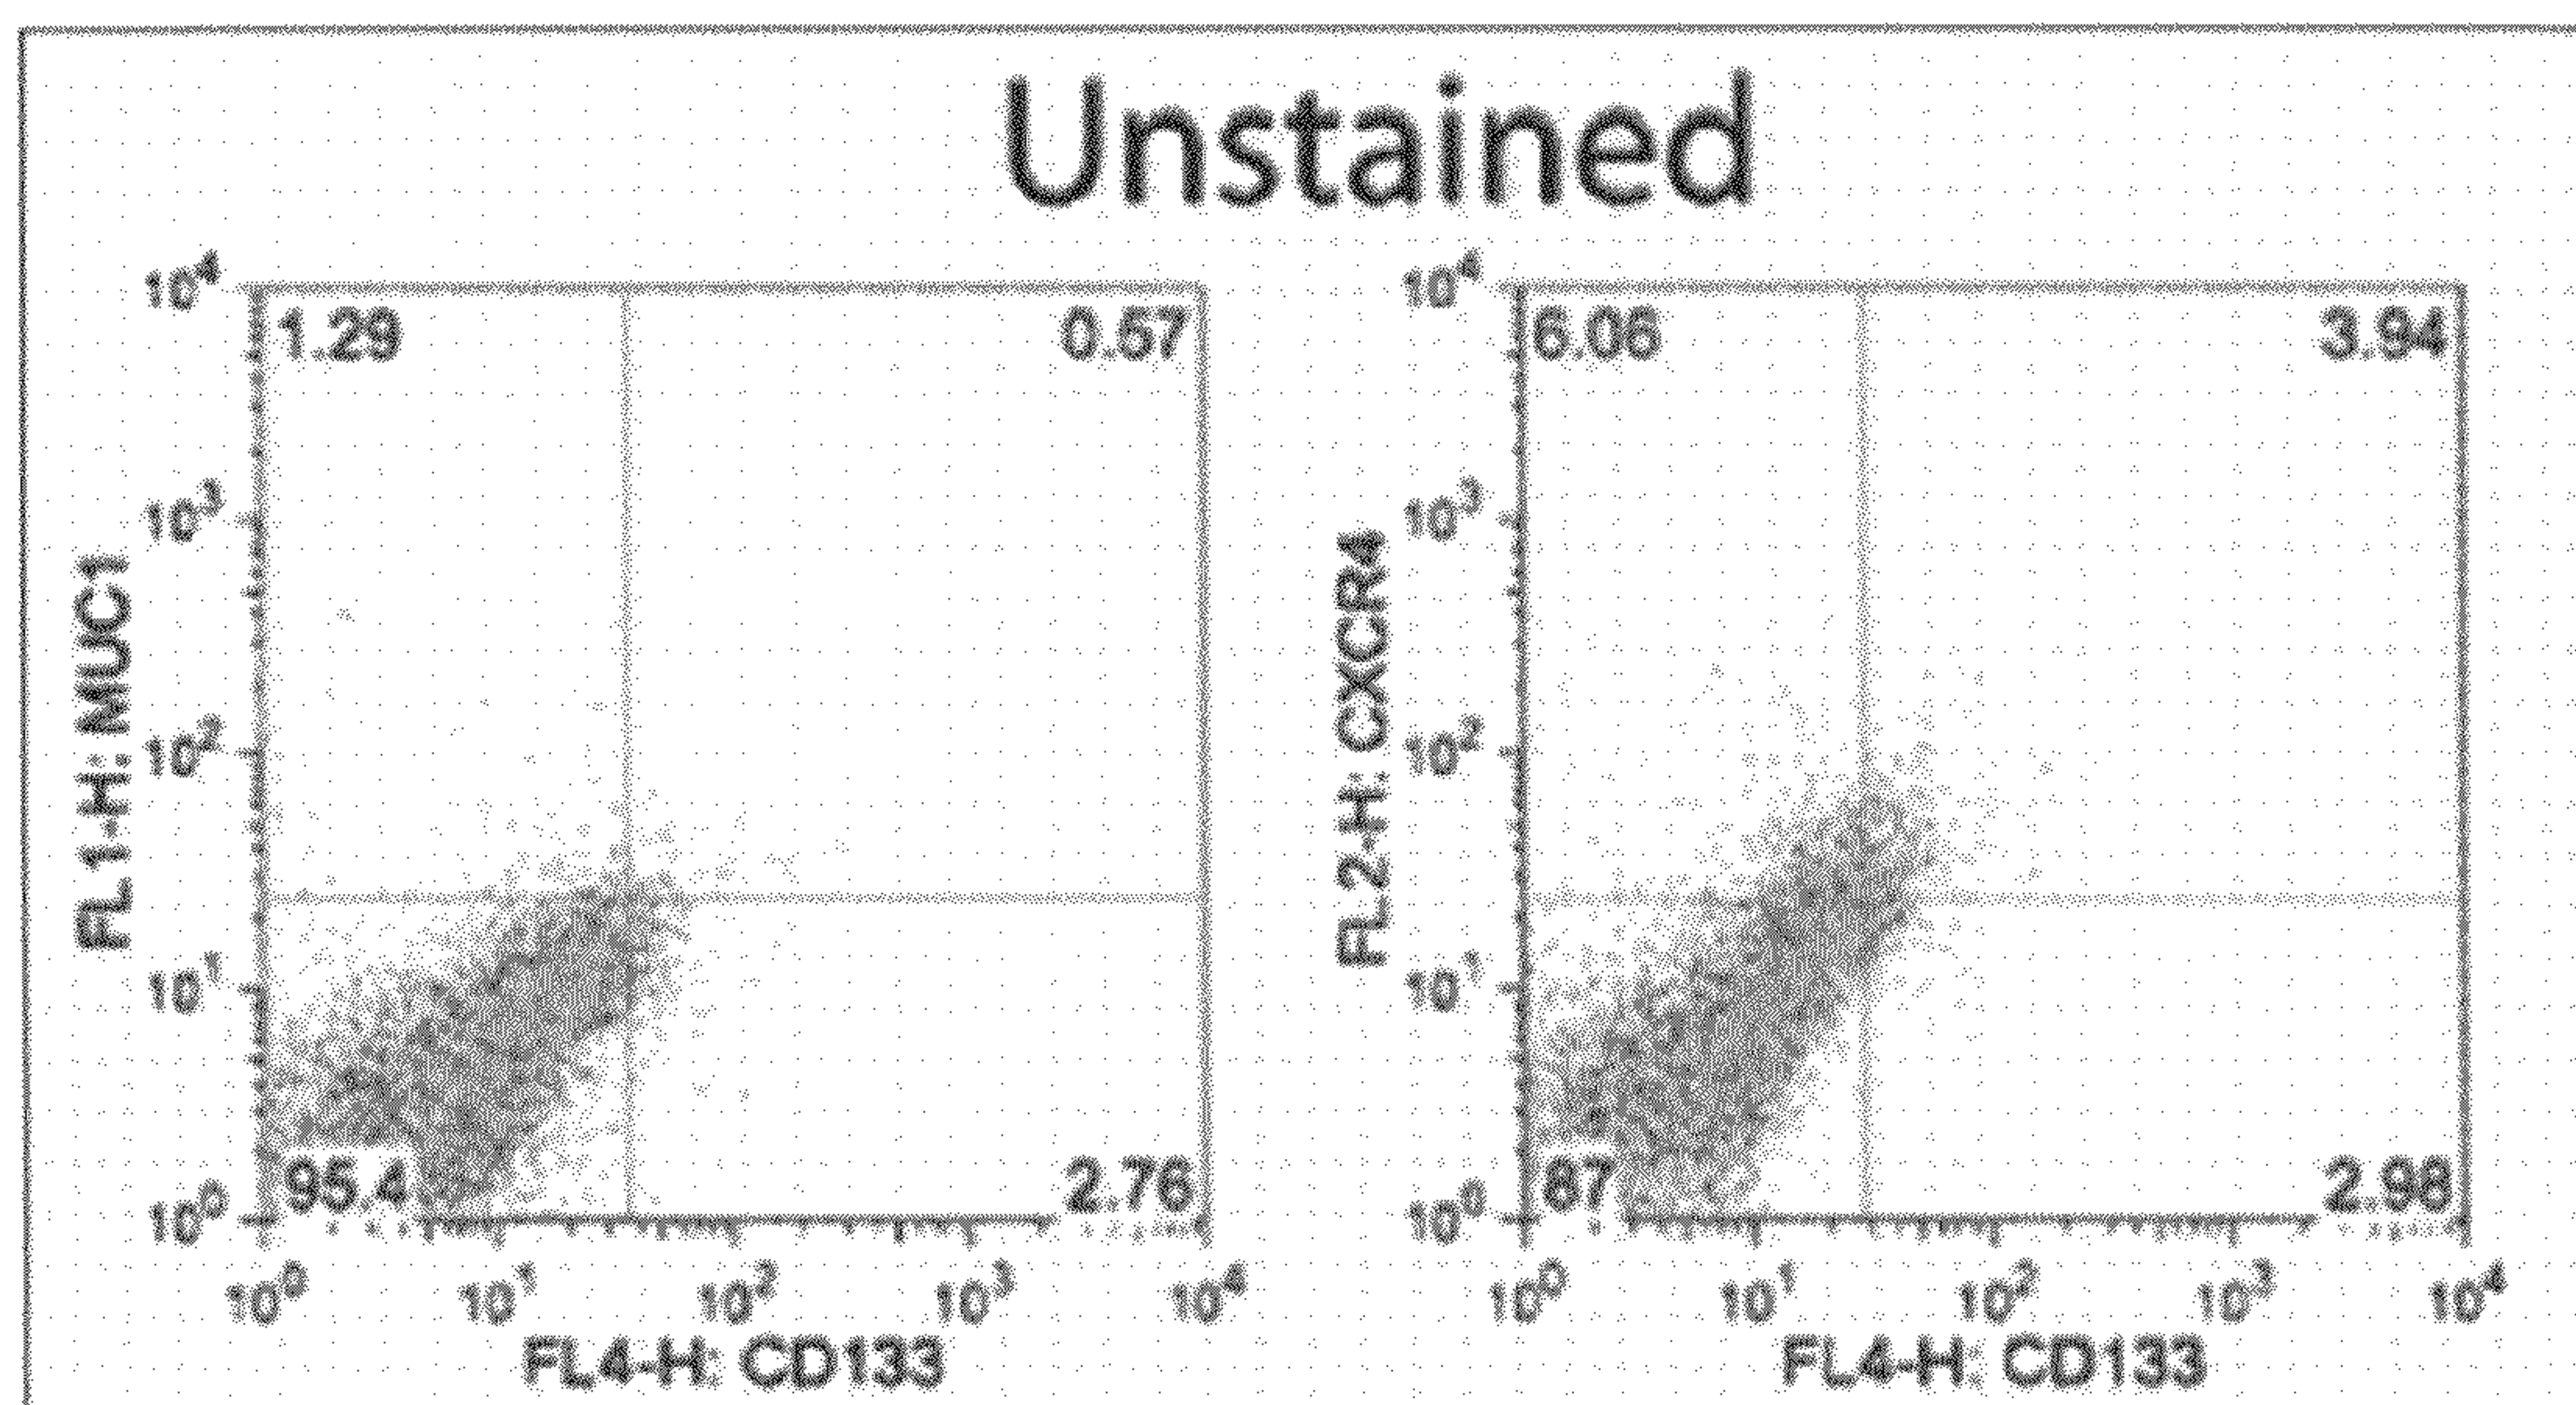 Unstained
10^4
1.29
0.57
10^3
FL1-H: MUC1
10^2
10^1
10^0
95.4
2.76
10^0 10^1 10^2 10^3 10^4
FL4-H: CD133
10^4
6.06
3.94
10^3
FL2-H: CXCR4
10^2
10^1
10^0
87
2.98
10^0 10^1 10^2 10^3 10^4
FL4-H: CD133